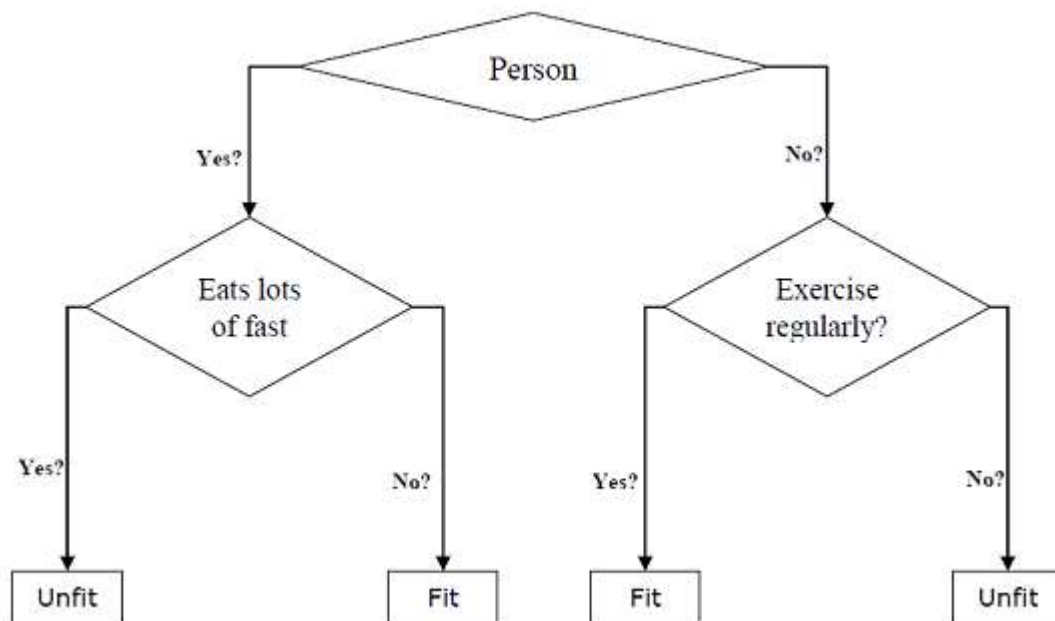 Person
Yes?
No?
Eats lots
of fast
Exercise
regularly?
Yes?
No?
Yes?
No?
Unfit
Fit
Fit
Unfit